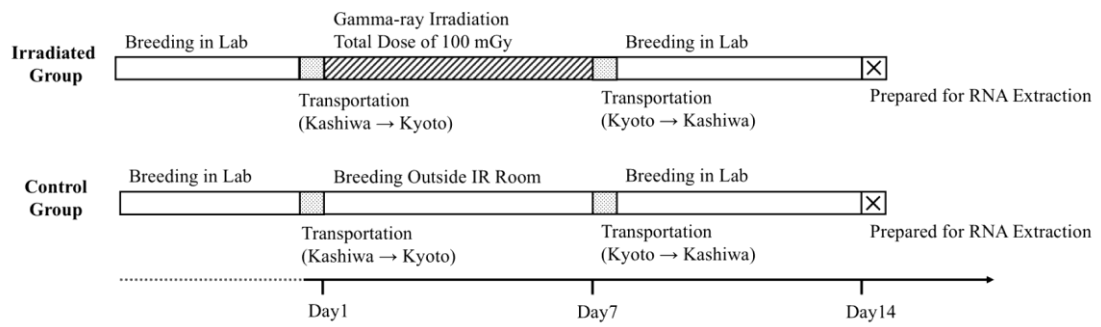 Gamma-ray Irradiation
Total Dose of 100 mGy
Breeding in Lab
Breeding in Lab
Irradiated
Group
Transportation
(Kashiwa → Kyoto)
Transportation
(Kyoto → Kashiwa)
Prepared for RNA Extraction
Breeding in Lab
Breeding Outside IR Room
Breeding in Lab
Control
Group
Transportation
(Kashiwa → Kyoto)
Transportation
(Kyoto → Kashiwa)
Prepared for RNA Extraction
Day1
Day7
Day14